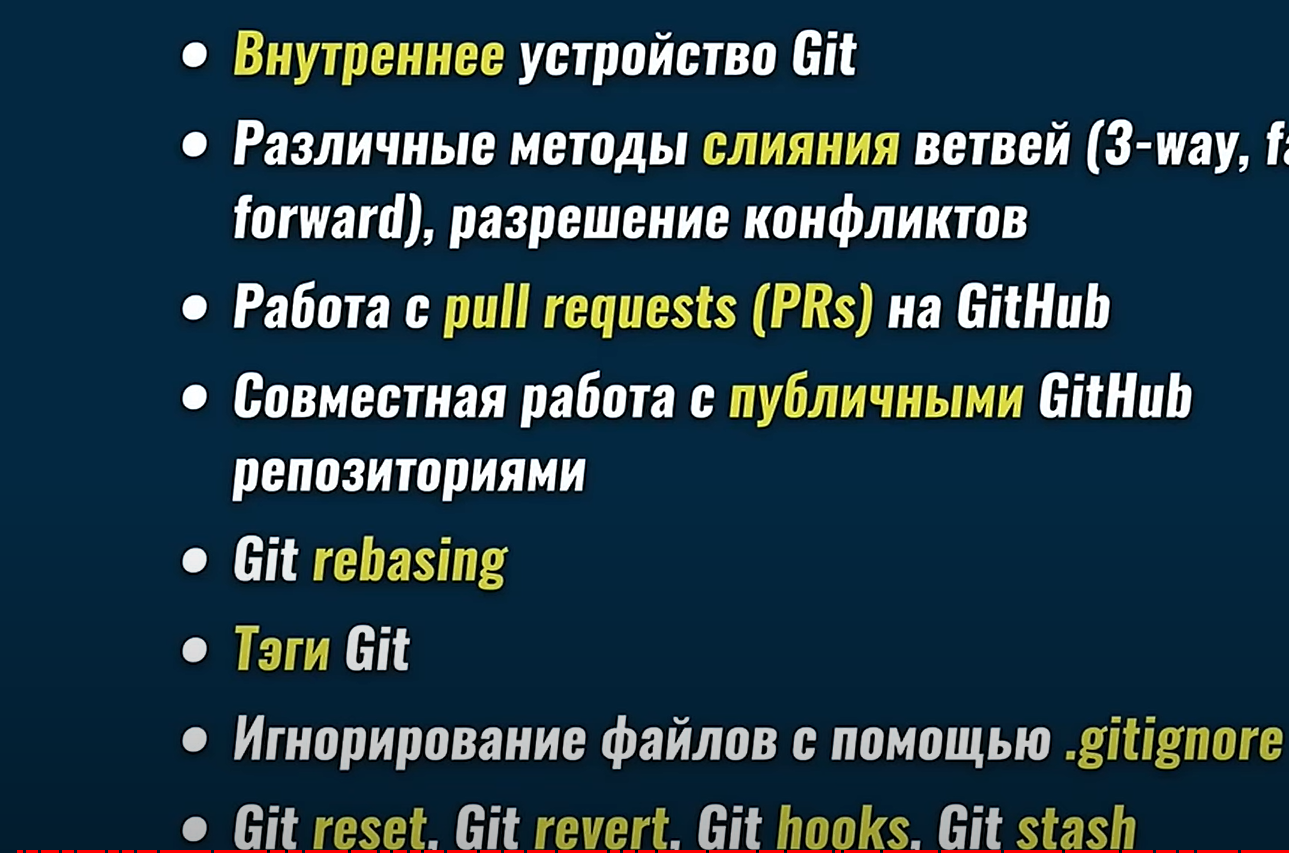 ● Внутреннее устройство Git
● Различные методы слияния ветвей (3-way,
forward), разрешение конфликтов
● Работа с pull requests (PRs) на GitHub
● Совместная работа с публичными GitHub
репозиториями
● Git rebasing
● Тэги Git
● Игнорирование файлов с помощью .gitignore
● Git reset, Git revert, Git hooks, Git stash